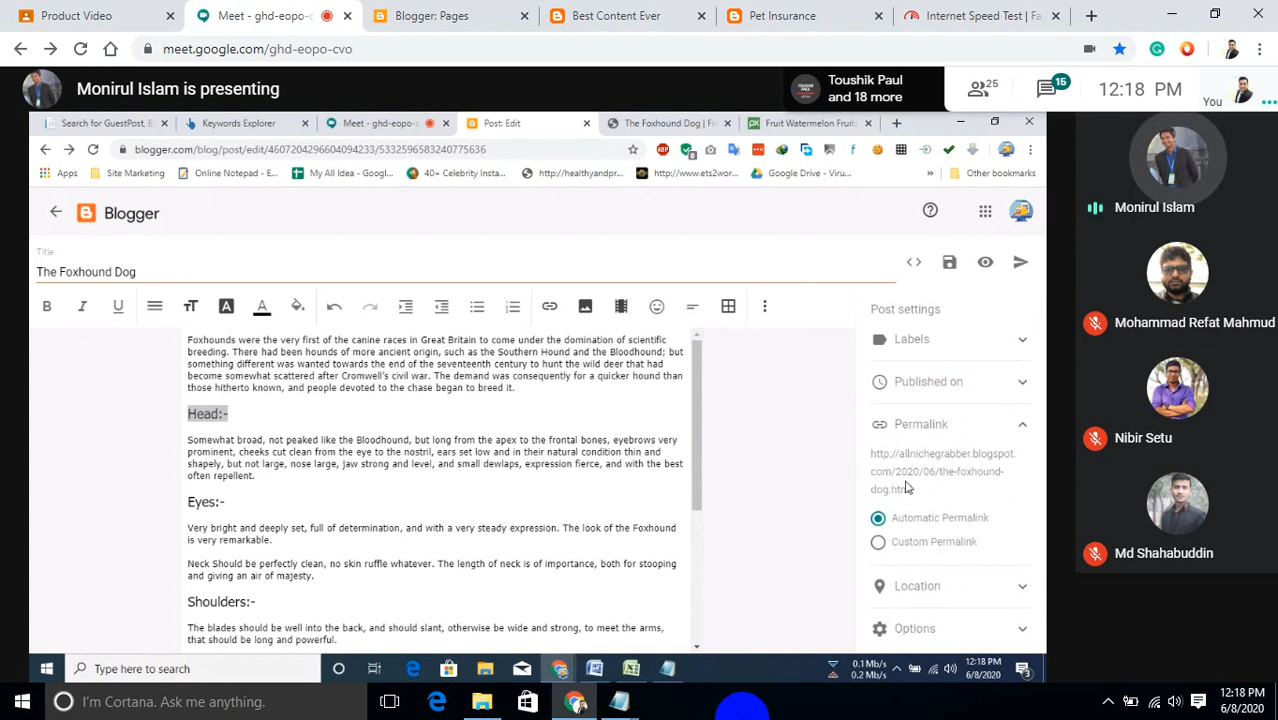 Product Video
Meet - ghd-eopo-c
Blogger: Pages
Best Content Ever
Pet Insurance
Internet Speed Test | Fa
meet.google.com/ghd-eopo-cvo
Monirul Islam is presenting
Toushik Paul
and 18 more
25
15
12:18 PM
You
Search for GuestPost, B
Keywords Explorer
Meet - ghd-eopo-c
Post: Edit
The Foxhound Dog | Fe
Fruit Watermelon Fruits
blogger.com/blog/post/edit/4607204296604094233/5332596583240775636
Apps
Site Marketing
Online Notepad - E...
My All Idea - Googl...
40+ Celebrity Insta...
http://healthyandpr...
http://www.ets2wor...
Google Drive - Viru...
Other bookmarks
Blogger
Title
The Foxhound Dog
Post settings
Foxhounds were the very first of the canine races in Great Britain to come under the domination of scientific
breeding. There had been hounds of more ancient origin, such as the Southern Hound and the Bloodhound; but
something different was wanted towards the end of the seventeenth century to hunt the wild deer that had
become somewhat scattered after Cromwell's civil war. The demand was consequently for a quicker hound than
those hitherto known, and people devoted to the chase began to breed it.
Head:-
Somewhat broad, not peaked like the Bloodhound, but long from the apex to the frontal bones, eyebrows very
prominent, cheeks cut clean from the eye to the nostril, ears set low and in their natural condition thin and
shapely, but not large, nose large, jaw strong and level, and small dewlaps, expression fierce, and with the best
often repellent.
Eyes:-
Very bright and deeply set, full of determination, and with a very steady expression. The look of the Foxhound
is very remarkable.
Neck Should be perfectly clean, no skin ruffle whatever. The length of neck is of importance, both for stooping
and giving an air of majesty.
Shoulders:-
The blades should be well into the back, and should slant, otherwise be wide and strong, to meet the arms,
that should be long and powerful.
Labels
Published on
Permalink
http://allnichegrabber.blogspot.
com/2020/06/the-foxhound-
dog.html
Automatic Permalink
Custom Permalink
Location
Options
Monirul Islam
Mohammad Refat Mahmud
Nibir Setu
Md Shahabuddin
Type here to search
0.1 Mb/s
0.2 Mb/s
12:18 PM
6/8/2020
3
I'm Cortana. Ask me anything.
12:18 PM
6/8/2020